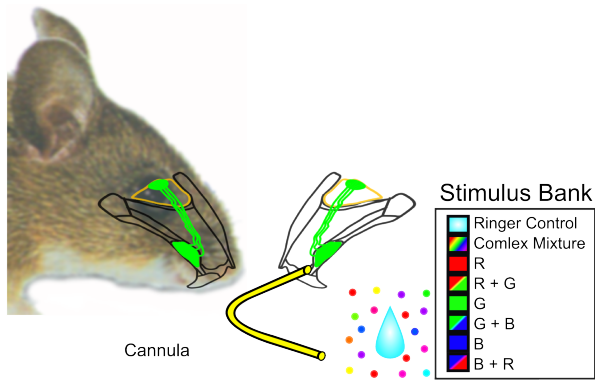 Stimulus Bank
Ringer Control
Comlex Mixture
R
R + G
G
G + B
B
B + R
Cannula